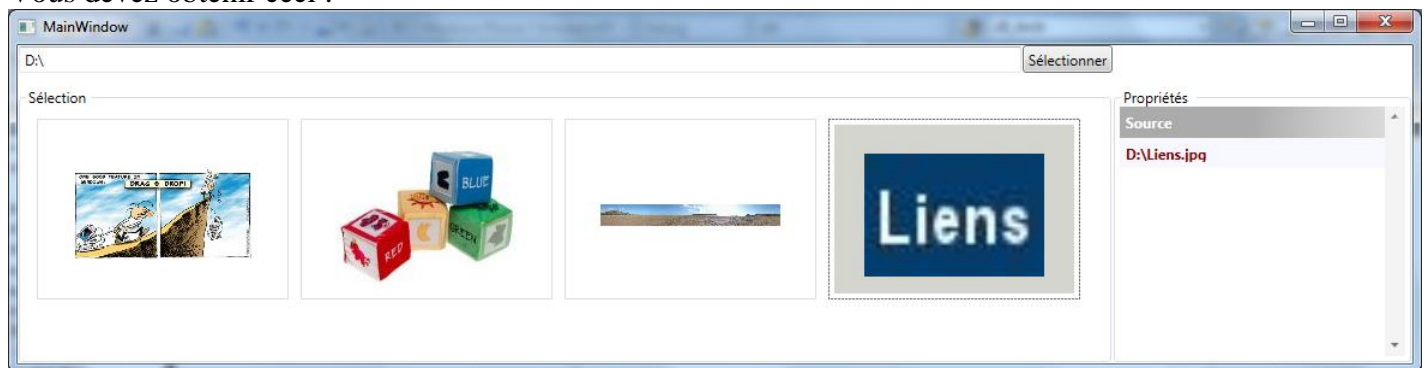 Vous devez obtenir ceci :
MainWindow
D:\
Sélectionner
Sélection
Propriétés
Source
D:\Liens.jpg
DRAG & DROP!
BLUE
GREEN
RED
Liens